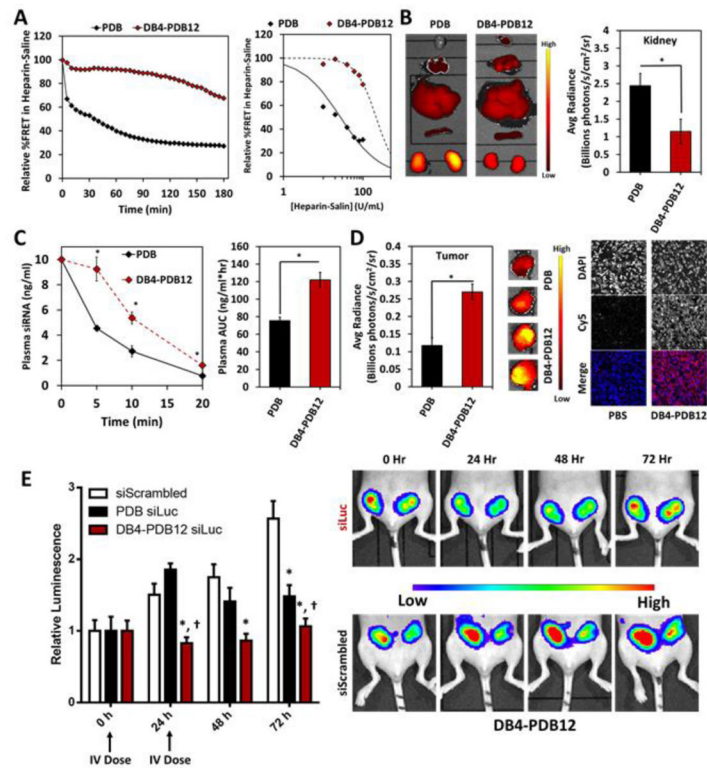 A
PDB
DB4-PDB12
Relative %FRET in Heparin-Saline
120
100
80
60
40
20
0
0
30
60
90
120
150
180
Time (min)
PDB
DB4-PDB12
Relative %FRET in Heparin-Saline
120
100
80
60
40
20
0
1
10
100
[Heparin-Salin] (U/mL)
B
PDB
DB4-PDB12
High
Low
Avg Radiance
(Billions photons/s/cm²/sr)
4
3.5
3
2.5
2
1.5
1
0.5
0
Kidney
*
PDB
DB4-PDB12
C
Plasma siRNA (ng/ml)
12
10
8
6
4
2
0
PDB
DB4-PDB12
*
*
*
0
5
10
15
20
Time (min)
Plasma AUC (ng/ml*hr)
160
140
120
100
80
60
40
20
0
*
PDB
DB4-PDB12
D
Avg Radiance
(Billions photons/s/cm²/sr)
0.4
0.35
0.3
0.25
0.2
0.15
0.1
0.05
0
Tumor
*
PDB
DB4-PDB12
High
PDB
DB4-PDB12
Low
DAPI
Cy5
Merge
PBS
DB4-PDB12
E
Relative Luminescence
3
2
1
0
siScrambled
PDB siLuc
DB4-PDB12 siLuc
*, †
*
*
*, †
0 h
24 h
48 h
72 h
IV Dose
IV Dose
0 Hr
24 Hr
48 Hr
72 Hr
siLuc
Low
High
siScrambled
DB4-PDB12